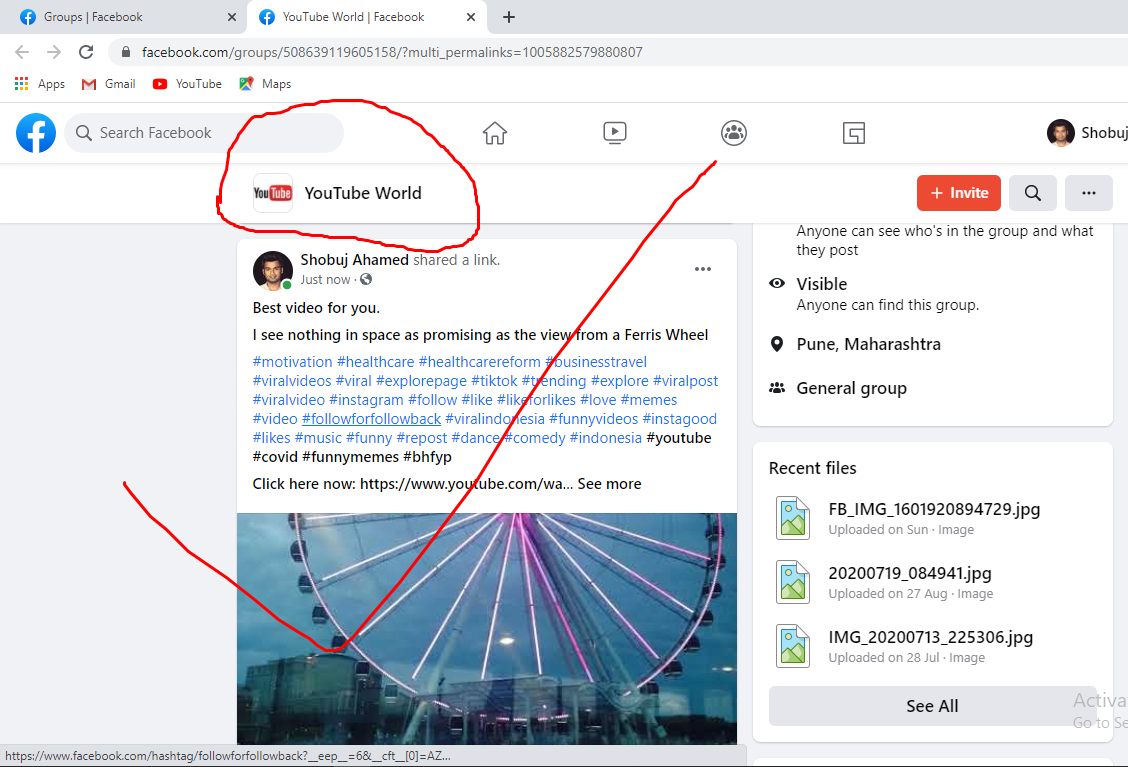 Groups | Facebook
YouTube World | Facebook
facebook.com/groups/508639119605158/?multi_permalinks=1005882579880807
Apps Gmail YouTube Maps
Search Facebook
Shobuj
YouTube YouTube World
+ Invite
Shobuj Ahamed shared a link.
Just now ·
Best video for you.
I see nothing in space as promising as the view from a Ferris Wheel
#motivation #healthcare #healthcarereform #businesstravel
#viralvideos #viral #explorepage #tiktok #trending #explore #viralpost
#viralvideo #instagram #follow #like #likeforlikes #love #memes
#video #followforfollowback #viralindonesia #funnyvideos #instagood
#likes #music #funny #repost #dance #comedy #indonesia #youtube
#covid #funnymemes #bhfyp
Click here now: https://www.youtube.com/wa... See more
Anyone can see who's in the group and what
they post
Visible
Anyone can find this group.
Pune, Maharashtra
General group
Recent files
FB_IMG_1601920894729.jpg
Uploaded on Sun · Image
20200719_084941.jpg
Uploaded on 27 Aug · Image
IMG_20200713_225306.jpg
Uploaded on 28 Jul · Image
See All
Activa
Go to Se
https://www.facebook.com/hashtag/followforfollowback?__eep__=6&__cft__[0]=AZ...